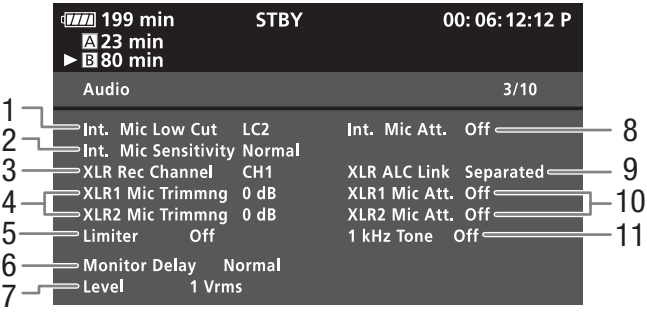 199 min STBY 00:06:12:12 P
A 23 min
B 80 min
Audio 3/10
1 Int. Mic Low Cut LC2 Int. Mic Att. Off 8
2 Int. Mic Sensitivity Normal
3 XLR Rec Channel CH1 XLR ALC Link Separated 9
4 XLR1 Mic Trimmng 0 dB XLR1 Mic Att. Off 10
XLR2 Mic Trimmng 0 dB XLR2 Mic Att. Off
5 Limiter Off 1 kHz Tone Off 11
6 Monitor Delay Normal
7 Level 1 Vrms